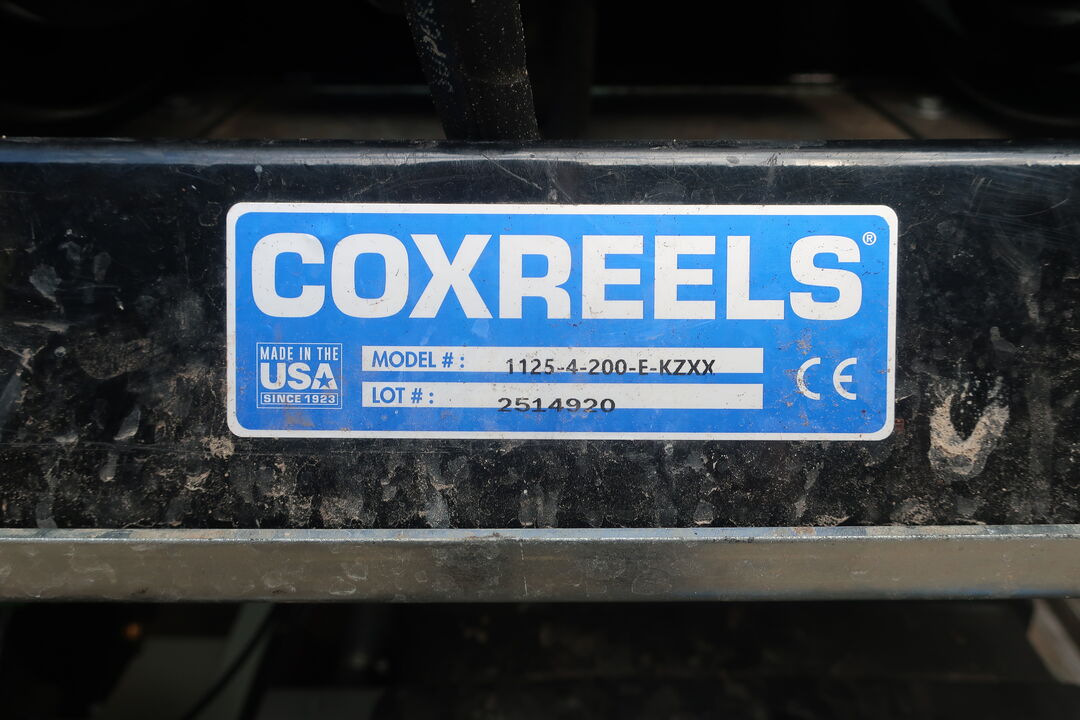 COXREELS®
MADE IN THE
USA
SINCE 1923
MODEL # : 1125-4-200-E-KZXX
LOT # : 2514920
CE